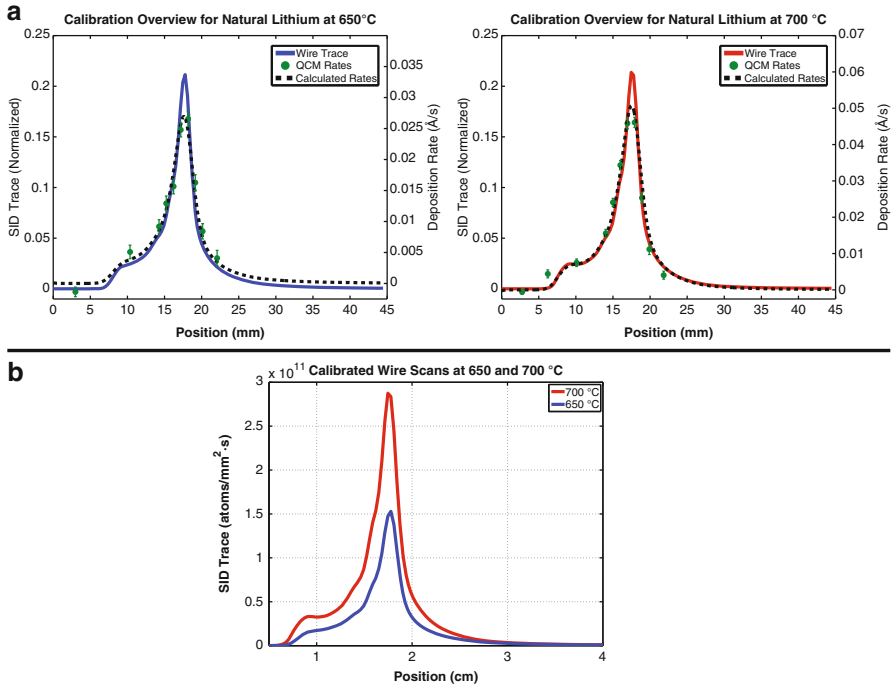 a
Calibration Overview for Natural Lithium at 650°C
0.25
0.2
0.15
0.1
0.05
0
SID Trace (Normalized)
Wire Trace
QCM Rates
Calculated Rates
0.035
0.03
0.025
0.02
0.015
0.01
0.005
0
Deposition Rate (Å/s)
0 5 10 15 20 25 30 35 40 45
Position (mm)
Calibration Overview for Natural Lithium at 700 °C
0.25
0.2
0.15
0.1
0.05
0
SID Trace (Normalized)
Wire Trace
QCM Rates
Calculated Rates
0.07
0.06
0.05
0.04
0.03
0.02
0.01
0
Deposition Rate (Å/s)
0 5 10 15 20 25 30 35 40 45
Position (mm)
b
x 10¹¹ Calibrated Wire Scans at 650 and 700 °C
3
2.5
2
1.5
1
0.5
0
SID Trace (atoms/mm²·s)
700 °C
650 °C
1 2 3 4
Position (cm)